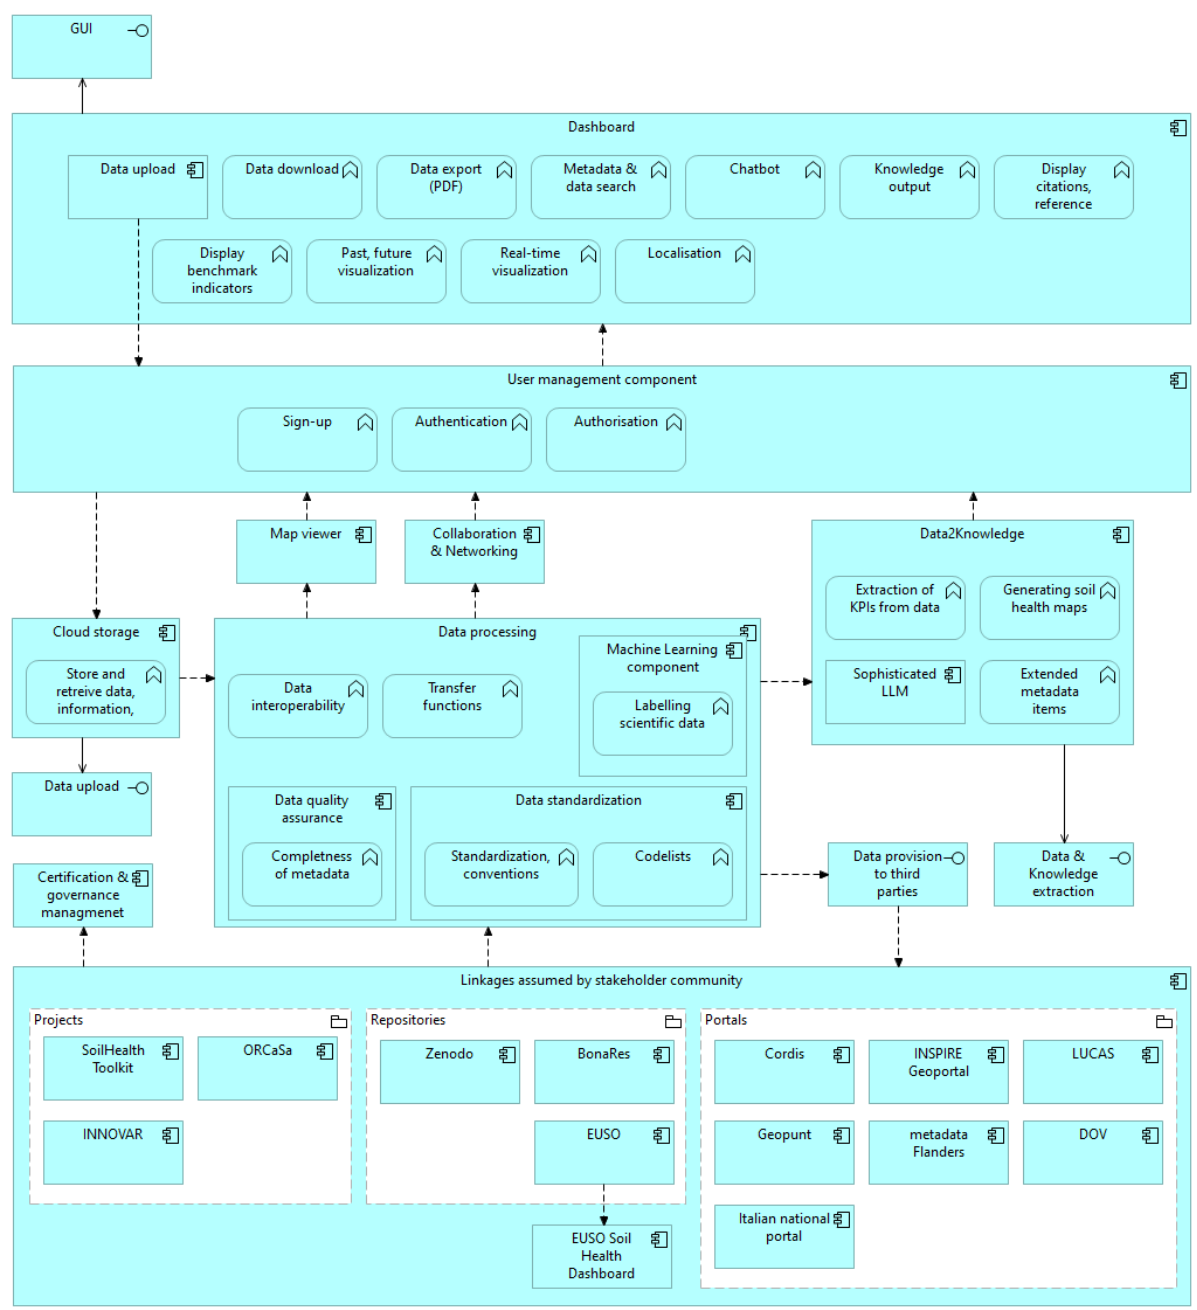 GUI
Dashboard
Data upload
Data download
Data export
(PDF)
Metadata &
data search
Chatbot
Knowledge
output
Display
citations,
reference
Display
benchmark
indicators
Past, future
visualization
Real-time
visualization
Localisation
User management component
Sign-up
Authentication
Authorisation
Map viewer
Collaboration
& Networking
Data2Knowledge
Extraction of
KPIs from data
Generating soil
health maps
Sophisticated
LLM
Extended
metadata
items
Cloud storage
Store and
retreive data,
information,
Data upload
Data processing
Data
interoperability
Transfer
functions
Machine Learning
component
Labelling
scientific data
Data quality
assurance
Completness
of metadata
Data standardization
Standardization,
conventions
Codelists
Data provision
to third
parties
Data &
Knowledge
extraction
Certification &
governance
managmenet
Linkages assumed by stakeholder community
Projects
SoilHealth
Toolkit
ORCaSa
INNOVAR
Repositories
Zenodo
BonaRes
EUSO
EUSO Soil
Health
Dashboard
Portals
Cordis
INSPIRE
Geoportal
LUCAS
Geopunt
metadata
Flanders
DOV
Italian national
portal